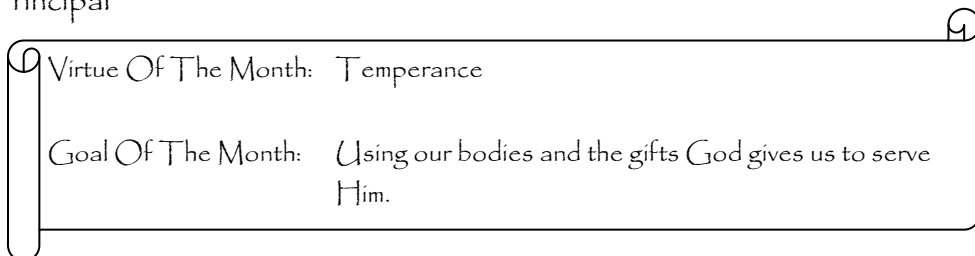 rincipal
Virtue Of The Month: Temperance
Goal Of The Month: Using our bodies and the gifts God gives us to serve
Him.